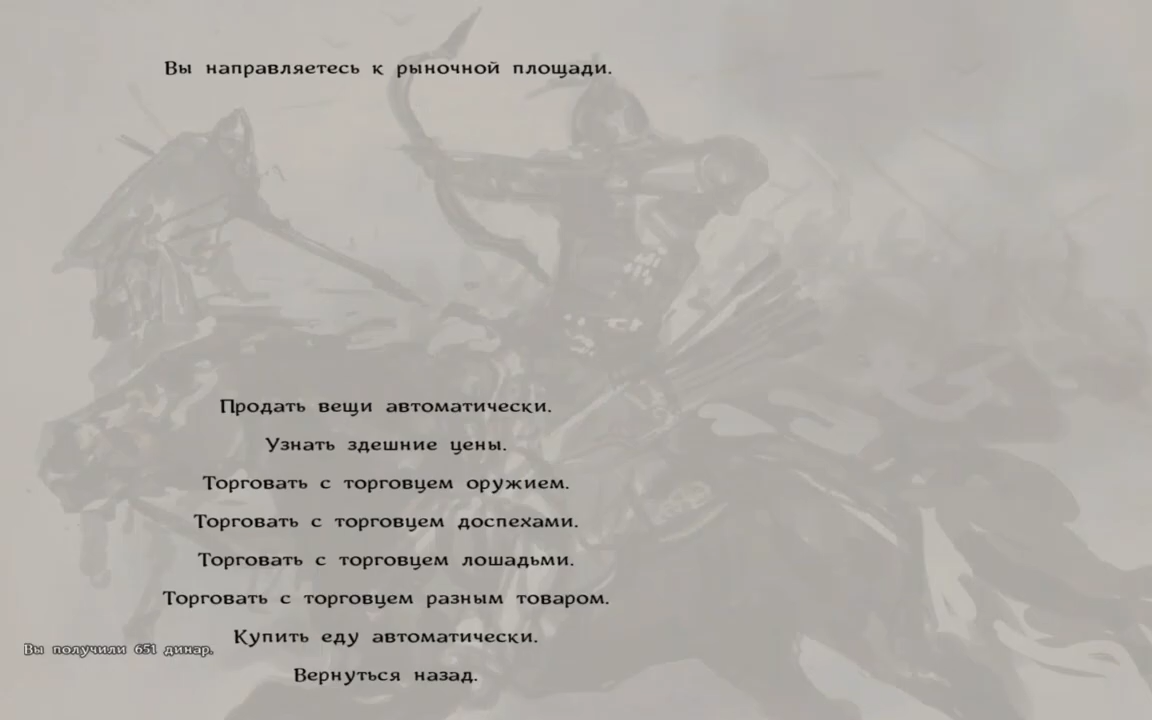 Вы направляетесь к рыночной площади.
Продать вещи автоматически.
Узнать здешние цены.
Торговать с торговцем оружием.
Торговать с торговцем доспехами.
Торговать с торговцем лошадьми.
Торговать с торговцем разным товаром.
Купить еду автоматически.
Вы получили 651 динар.
Вернуться назад.